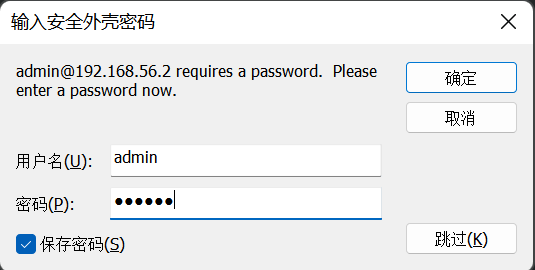 输入安全外壳密码
admin@192.168.56.2 requires a password.  Please
enter a password now.
确定
取消
用户名(U):
admin
密码(P):
●●●●●●
保存密码(S)
跳过(K)